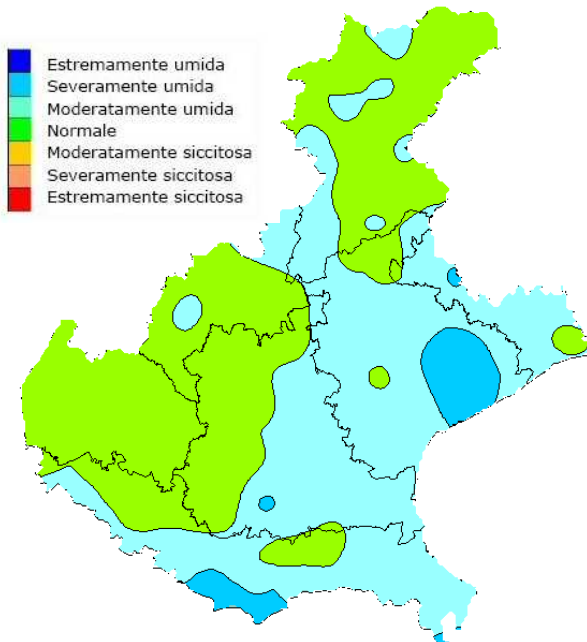 Estremamente umida
Severamente umida
Moderatamente umida
Normale
Moderatamente siccitosa
Severamente siccitosa
Estremamente siccitosa